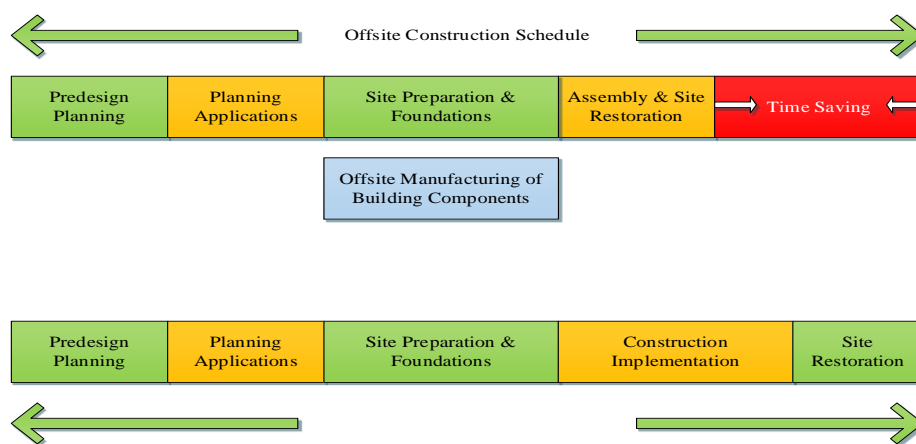 Offsite Construction Schedule
Predesign
Planning
Planning
Applications
Site Preparation &
Foundations
Assembly & Site
Restoration
Time Saving
Offsite Manufacturing of
Building Components
Predesign
Planning
Planning
Applications
Site Preparation &
Foundations
Construction
Implementation
Site
Restoration